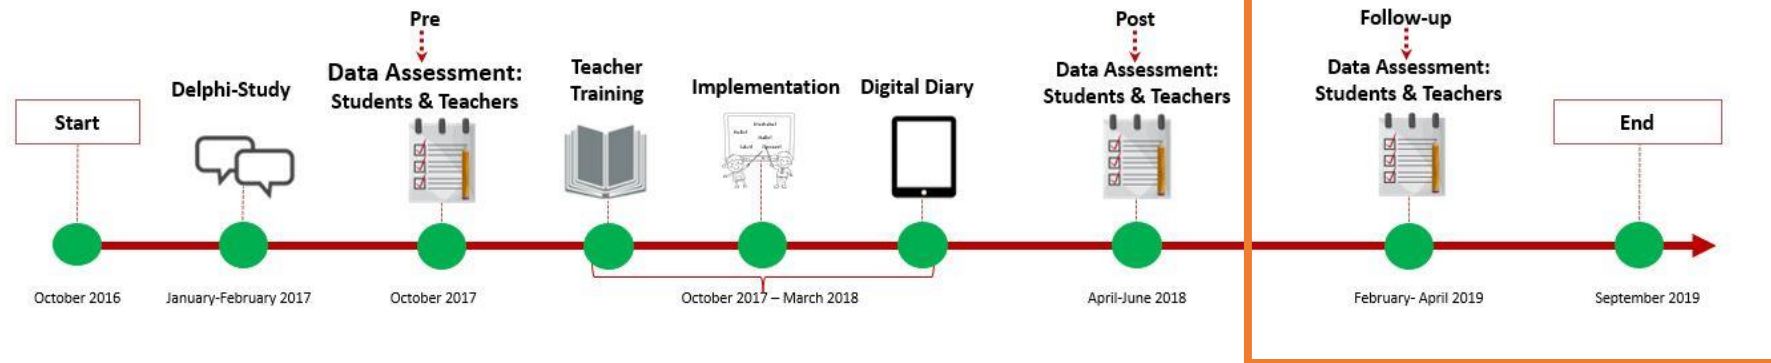 Start
October 2016
Delphi-Study
January-February 2017
Pre
Data Assessment:
Students & Teachers
October 2017
Teacher
Training
Implementation
Digital Diary
October 2017 – March 2018
Post
Data Assessment:
Students & Teachers
April-June 2018
Follow-up
Data Assessment:
Students & Teachers
February- April 2019
End
September 2019